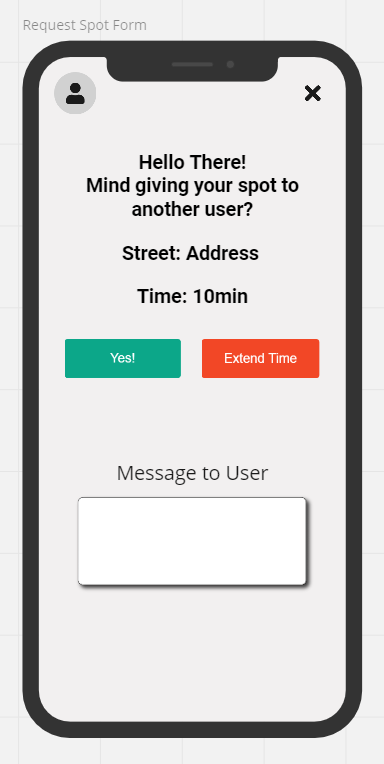 Request Spot Form
Hello There!
Mind giving your spot to
another user?
Street: Address
Time: 10min
Yes!
Extend Time
Message to User